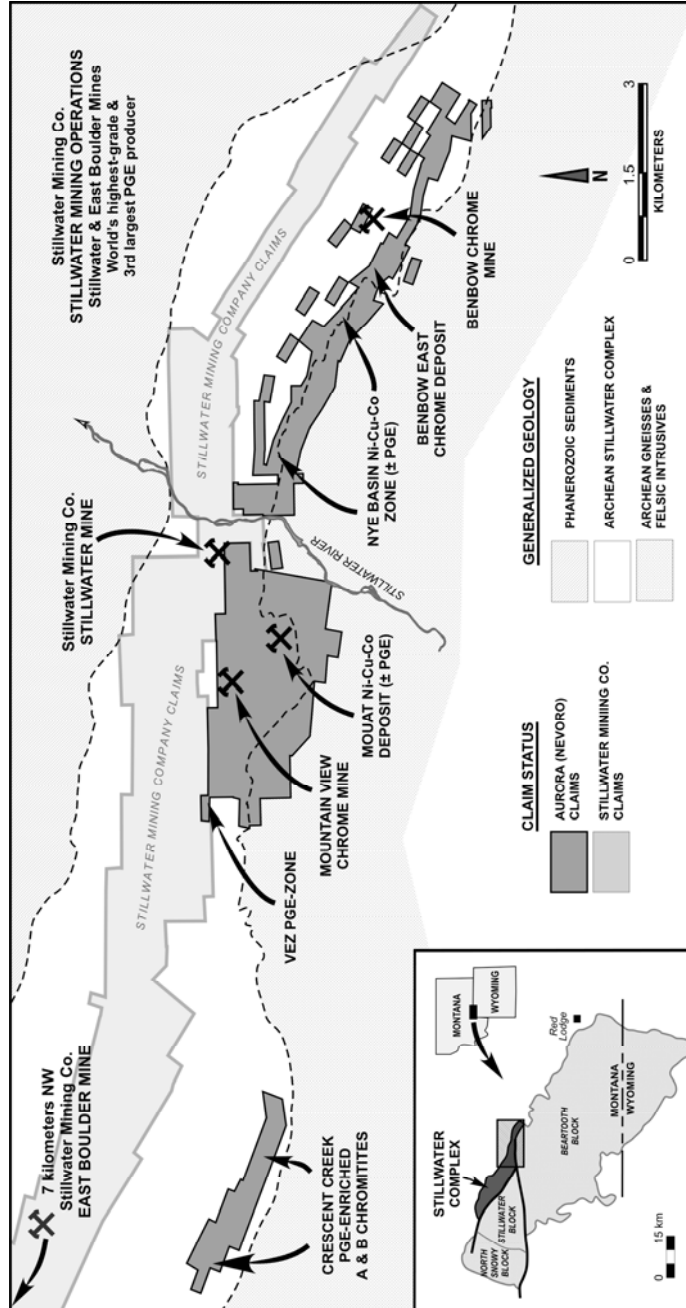 7 kilometers NW
Stillwater Mining Co.
EAST BOULDER MINE
Stillwater Mining Co.
STILLWATER MINE
Stillwater Mining Co.
STILLWATER MINING OPERATIONS
Stillwater & East Boulder Mines
World's highest-grade &
3rd largest PGE producer
STILLWATER MINING COMPANY CLAIMS
STILLWATER MINING COMPANY CLAIMS
STILLWATER RIVER
CRESCENT CREEK
PGE-ENRICHED
A & B CHROMITITES
VEZ PGE-ZONE
MOUNTAIN VIEW
CHROME MINE
MOUAT Ni-Cu-Co
DEPOSIT (± PGE)
NYE BASIN Ni-Cu-Co
ZONE (± PGE)
BENBOW EAST
CHROME DEPOSIT
BENBOW CHROME
MINE
STILLWATER
COMPLEX
NORTH
SNOWY
BLOCK
STILLWATER
BLOCK
BEARTOOTH
BLOCK
Red
Lodge
MONTANA
WYOMING
MONTANA
WYOMING
0 15 km
CLAIM STATUS
AURORA (NEVORO)
CLAIMS
STILLWATER MINIING CO.
CLAIMS
GENERALIZED GEOLOGY
PHANEROZOIC SEDIMENTS
ARCHEAN STILLWATER COMPLEX
ARCHEAN GNEISSES &
FELSIC INTRUSIVES
N
0 1.5 3
KILOMETERS